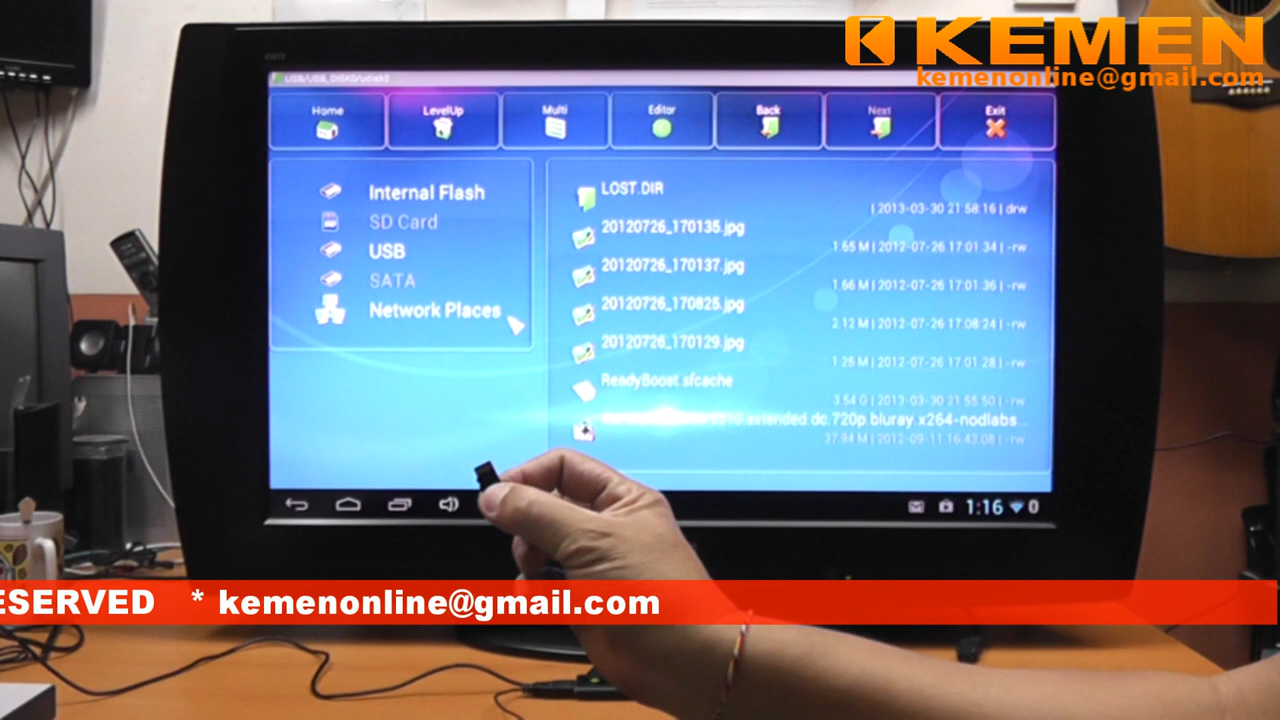 KEMEN
kemenonline@gmail.com
USB/USB_DISK0/udisk0
Home
LevelUp
Multi
Editor
Back
Next
Exit
Internal Flash
SD Card
USB
SATA
Network Places
LOST.DIR
| 2013-03-30 21:58:16 | drw
20120726_170135.jpg
1.65 M | 2012-07-26 17:01:34 | -rw
20120726_170137.jpg
1.66 M | 2012-07-26 17:01:36 | -rw
20120726_170825.jpg
2.12 M | 2012-07-26 17:08:24 | -rw
20120726_170129.jpg
1.25 M | 2012-07-26 17:01:28 | -rw
ReadyBoost.sfcache
3.54 G | 2013-03-30 21:55:50 | -rw
extended.dc.720p.bluray.x264-nodlabs...
37.94 M | 2012-09-11 16:43:08 | -rw
1:16
0
ESERVED * kemenonline@gmail.com